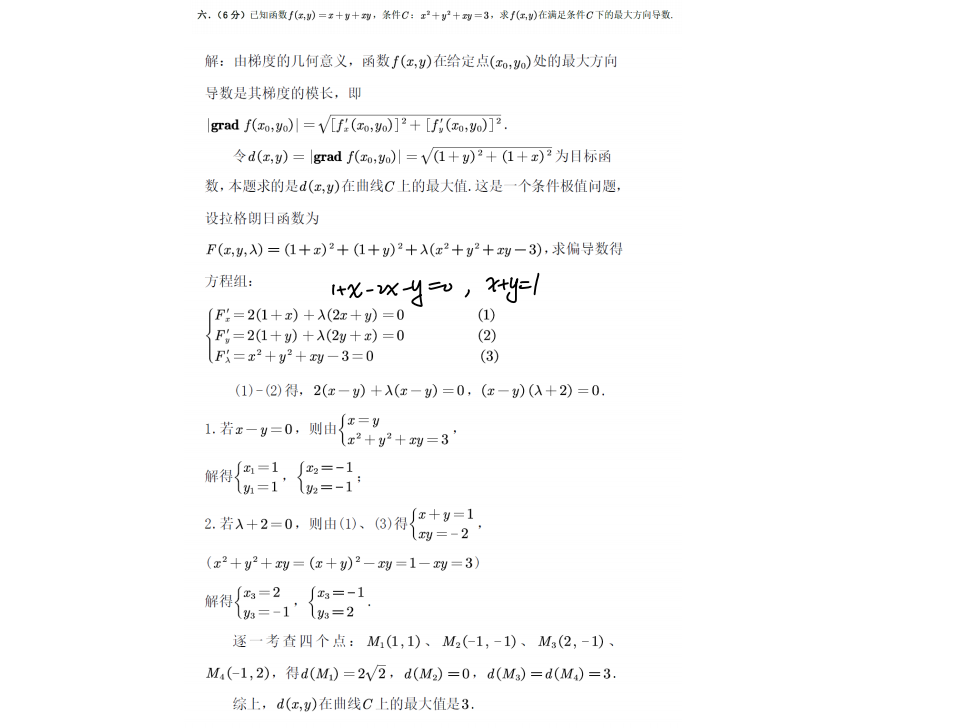 六.（6分）已知函数f(x,y)=x+y+xy，条件C：x²+y²+xy=3，求f(x,y)在满足条件C下的最大方向导数.
解：由梯度的几何意义，函数f(x,y)在给定点(x₀,y₀)处的最大方向
导数是其梯度的模长，即
|grad f(x₀,y₀)|=√([f′ₓ(x₀,y₀)]²+[f′ᵧ(x₀,y₀)]²).
令d(x,y)=|grad f(x₀,y₀)|=√((1+y)²+(1+x)²)为目标函
数,本题求的是d(x,y)在曲线C上的最大值.这是一个条件极值问题，
设拉格朗日函数为
F(x,y,λ)=(1+x)²+(1+y)²+λ(x²+y²+xy-3),求偏导数得
方程组：
1+x-2x-y=0，x+y=1
F′ₓ=2(1+x)+λ(2x+y)=0 (1)
F′ᵧ=2(1+y)+λ(2y+x)=0 (2)
F′λ=x²+y²+xy-3=0 (3)
(1)-(2)得，2(x-y)+λ(x-y)=0，(x-y)(λ+2)=0.
1.若x-y=0，则由{x=y
x²+y²+xy=3，
解得{x₁=1
y₁=1，{x₂=-1
y₂=-1；
2.若λ+2=0，则由(1)、(3)得{x+y=1
xy=-2，
(x²+y²+xy=(x+y)²-xy=1-xy=3)
解得{x₃=2
y₃=-1，{x₃=-1
y₃=2.
逐一考查四个点：M₁(1,1)、M₂(-1,-1)、M₃(2,-1)、
M₄(-1,2)，得d(M₁)=2√2，d(M₂)=0，d(M₃)=d(M₄)=3.
综上，d(x,y)在曲线C上的最大值是3.